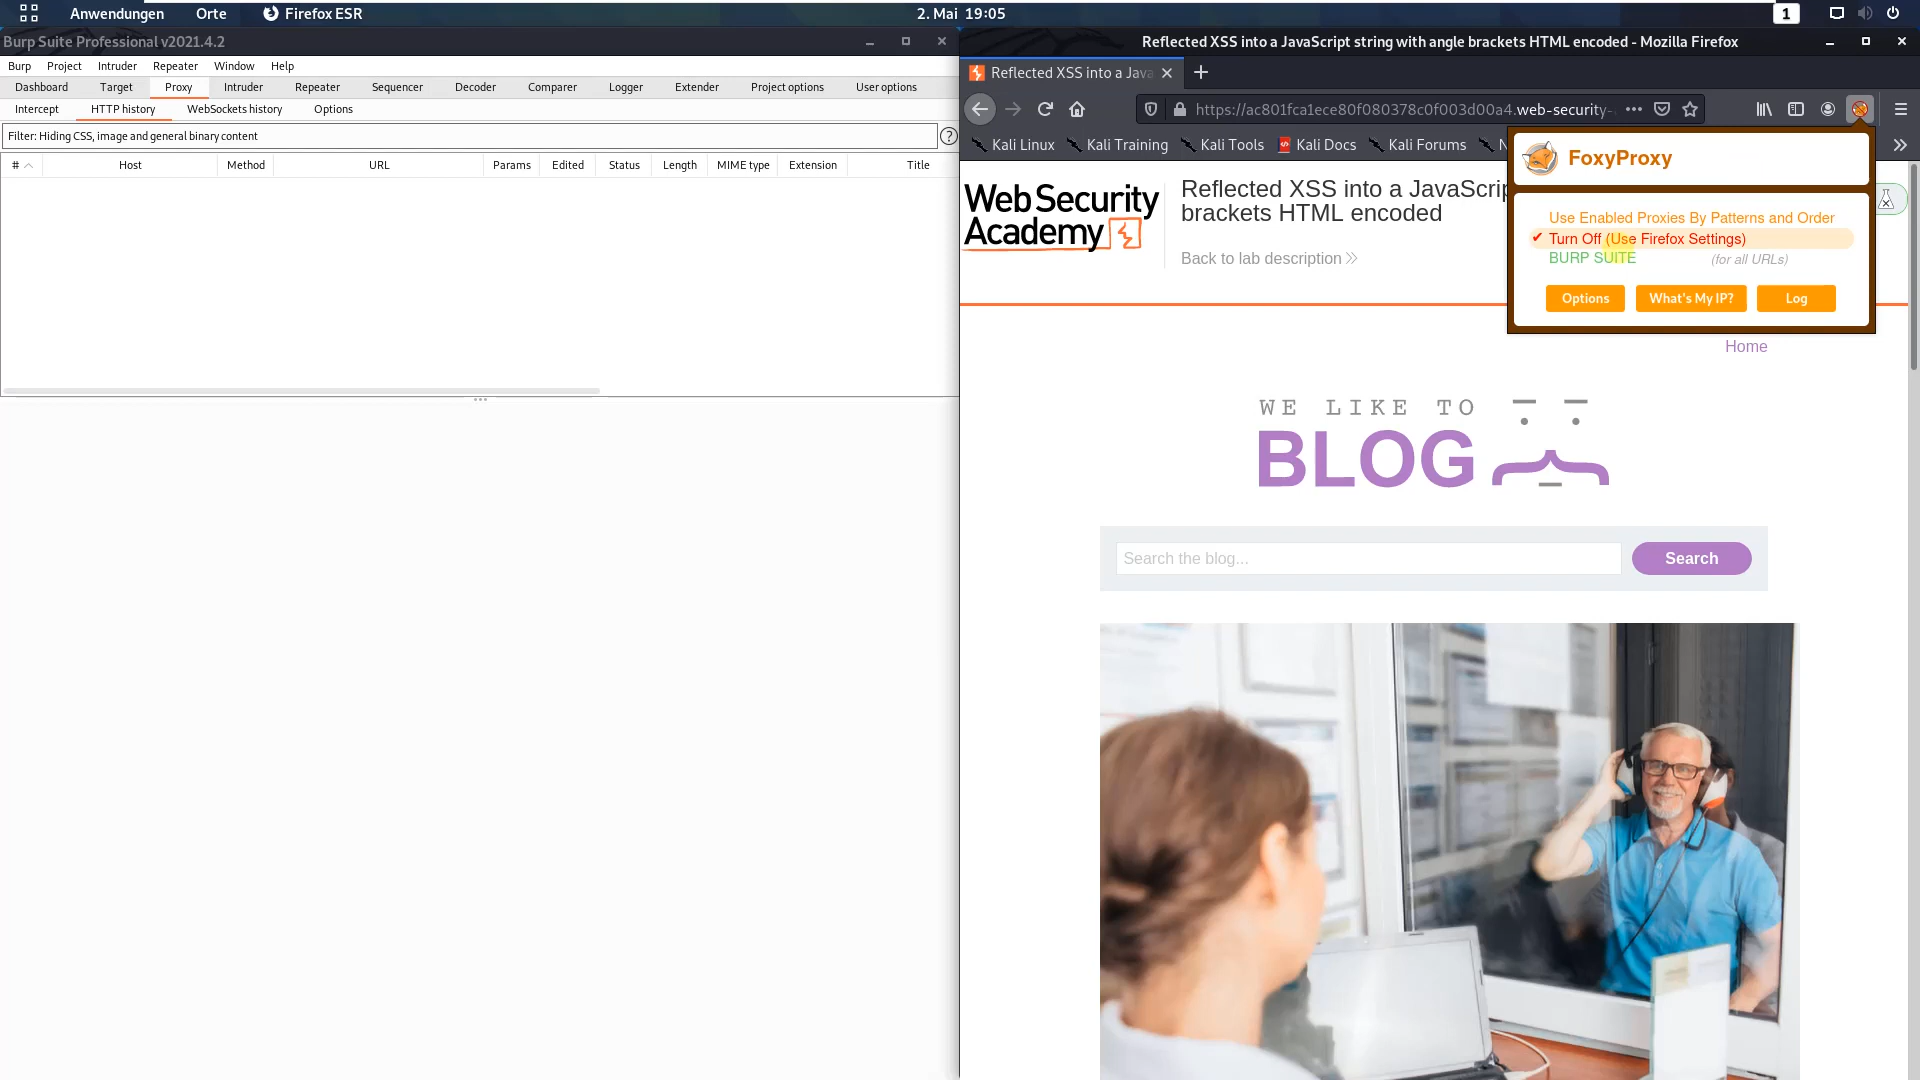 Anwendungen Orte Firefox ESR 2. Mai 19:05 1
Burp Suite Professional v2021.4.2
Burp Project Intruder Repeater Window Help
Dashboard Target Proxy Intruder Repeater Sequencer Decoder Comparer Logger Extender Project options User options
Intercept HTTP history WebSockets history Options
Filter: Hiding CSS, image and general binary content ?
# Host Method URL Params Edited Status Length MIME type Extension Title
Reflected XSS into a JavaScript string with angle brackets HTML encoded - Mozilla Firefox
Reflected XSS into a Java
https://ac801fca1ece80f080378c0f003d00a4.web-security-
Kali Linux Kali Training Kali Tools Kali Docs Kali Forums N
FoxyProxy
Use Enabled Proxies By Patterns and Order
✔ Turn Off (Use Firefox Settings)
BURP SUITE (for all URLs)
Options What's My IP? Log
Web Security
Academy
Reflected XSS into a JavaScrip
brackets HTML encoded
Back to lab description
Home
WE LIKE TO
BLOG
Search the blog... Search